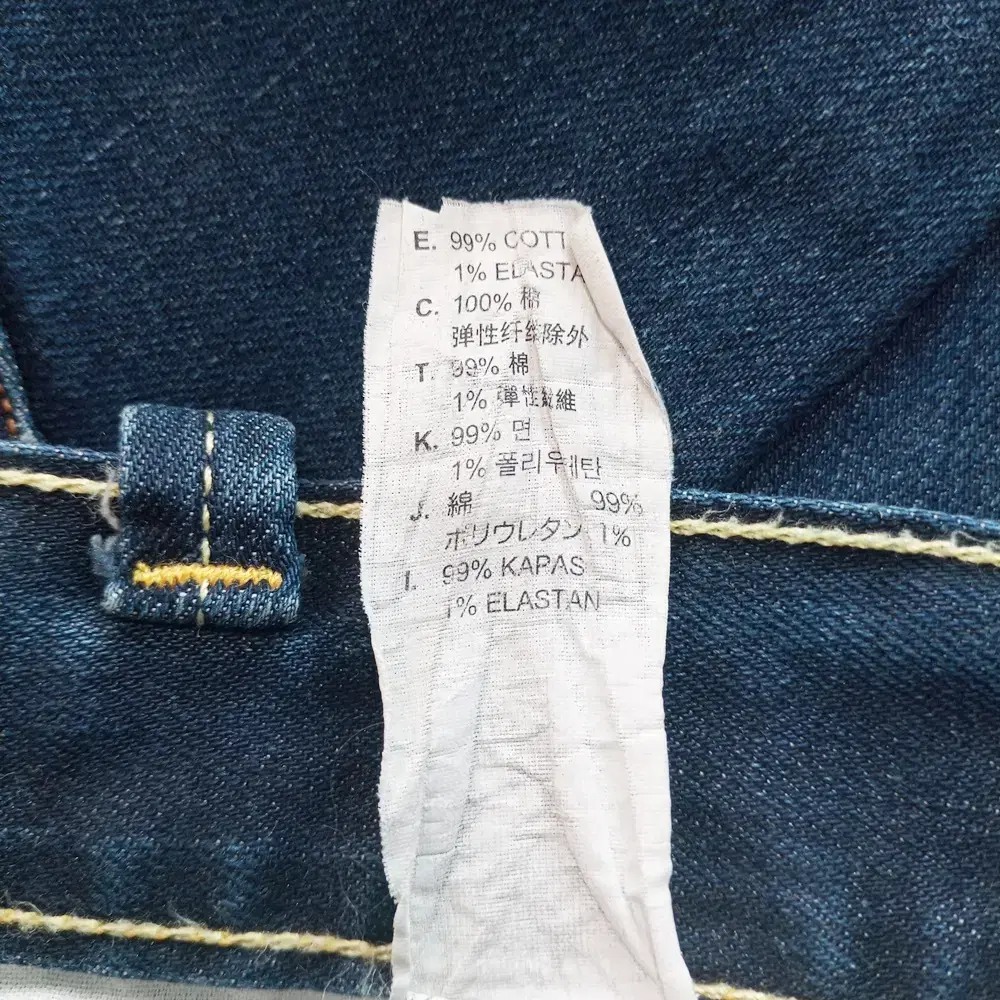 E. 99% COTT
1% ELASTA
C. 100% 棉
弹性纤维除外
T. 99% 棉
1% 彈性纖維
K. 99% 면
1% 폴리우레탄
J. 綿 99%
ポリウレタン 1%
I. 99% KAPAS
1% ELASTAN